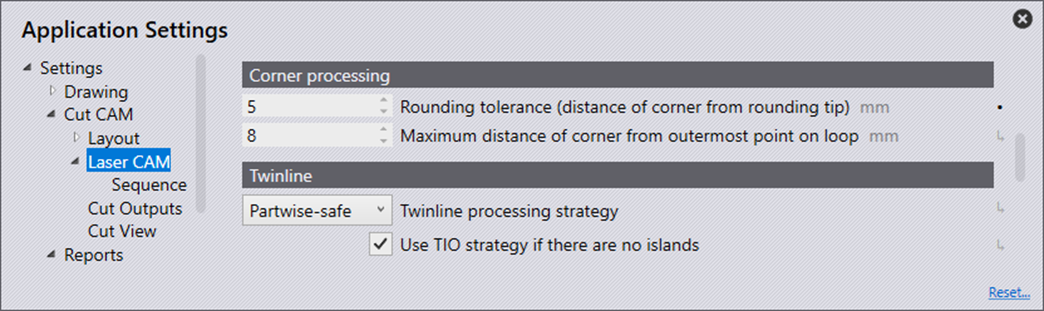 Application Settings
Settings
Drawing
Cut CAM
Layout
Laser CAM
Sequence
Cut Outputs
Cut View
Reports
Corner processing
5 Rounding tolerance (distance of corner from rounding tip) mm
8 Maximum distance of corner from outermost point on loop mm
Twinline
Partwise-safe Twinline processing strategy
Use TIO strategy if there are no islands
Reset...